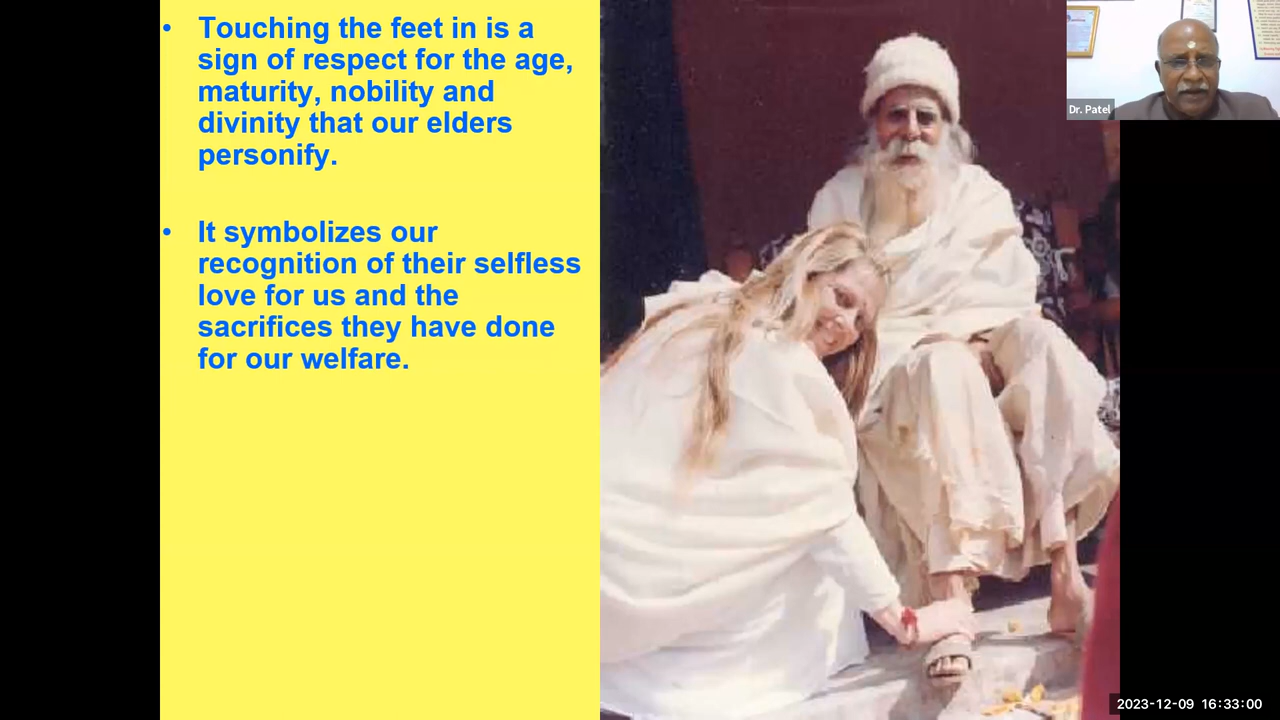 • Touching the feet in is a
sign of respect for the age,
maturity, nobility and
divinity that our elders
personify.
• It symbolizes our
recognition of their selfless
love for us and the
sacrifices they have done
for our welfare.
Dr. Patel
2023-12-09 16:33:00